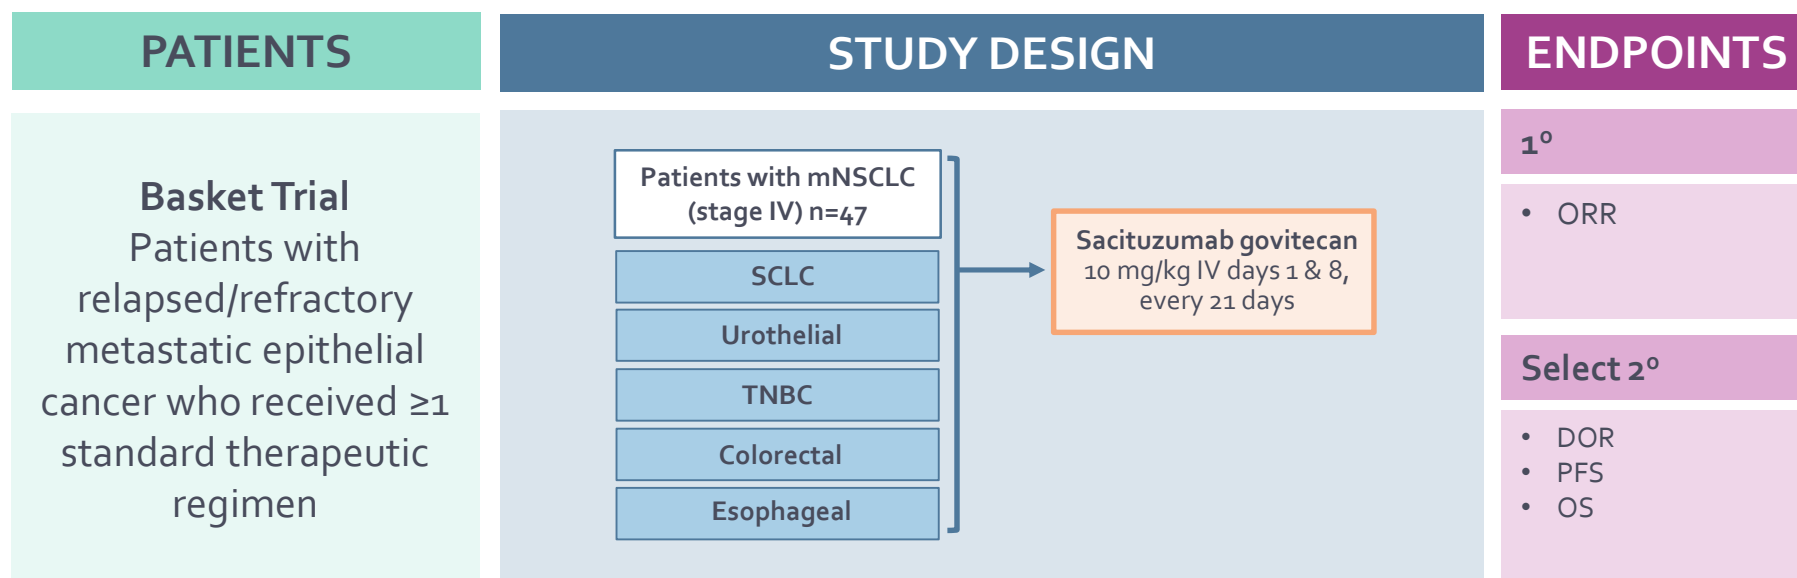 PATIENTS
Basket Trial
Patients with
relapsed/refractory
metastatic epithelial
cancer who received ≥1
standard therapeutic
regimen
STUDY DESIGN
Patients with mNSCLC
(stage IV) n=47
SCLC
Urothelial
TNBC
Colorectal
Esophageal
Sacituzumab govitecan
10 mg/kg IV days 1 & 8,
every 21 days
ENDPOINTS
1º
• ORR
Select 2º
• DOR
• PFS
• OS